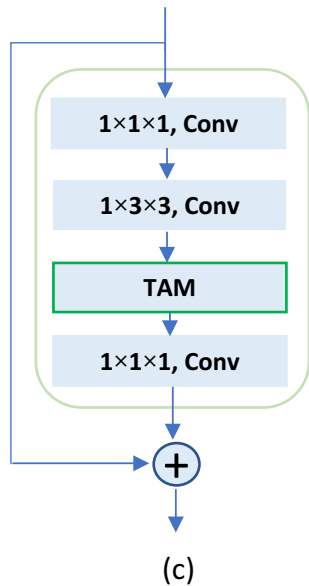 1×1×1, Conv
1×3×3, Conv
TAM
1×1×1, Conv
+
(c)